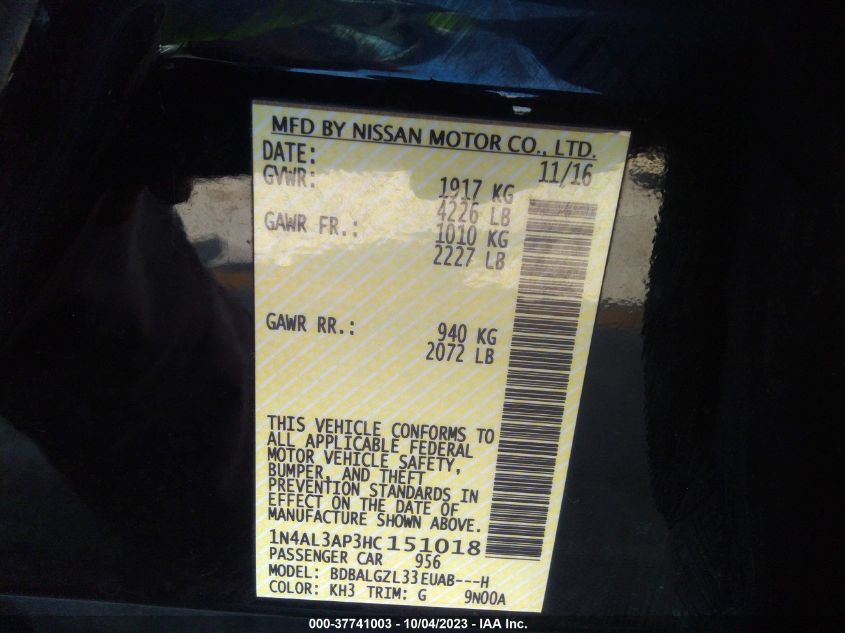 MFD BY NISSAN MOTOR CO., LTD.
DATE: 11/16
GVWR: 1917 KG
4226 LB
GAWR FR.: 1010 KG
2227 LB
GAWR RR.: 940 KG
2072 LB
THIS VEHICLE CONFORMS TO
ALL APPLICABLE FEDERAL
MOTOR VEHICLE SAFETY,
BUMPER, AND THEFT
PREVENTION STANDARDS IN
EFFECT ON THE DATE OF
MANUFACTURE SHOWN ABOVE.
1N4AL3AP3HC151018
PASSENGER CAR 956
MODEL: BDBALGZL33EUAB---H
COLOR: KH3 TRIM: G 9N00A
000-37741003 - 10/04/2023 - IAA Inc.